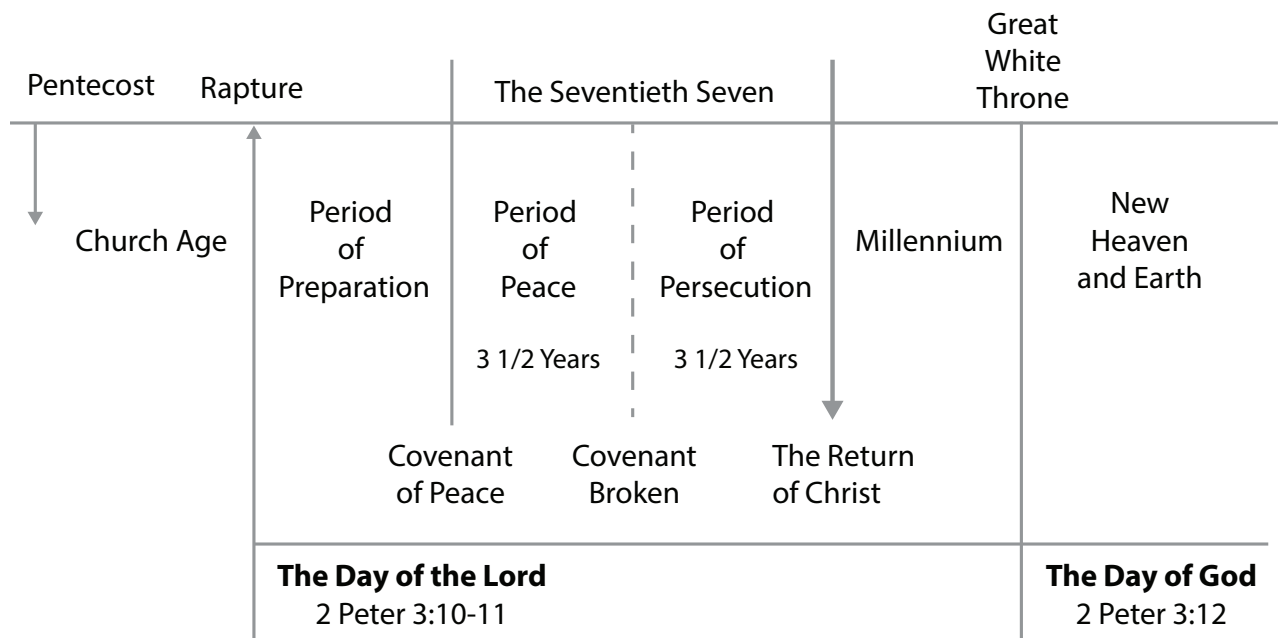 Pentecost
Rapture
The Seventieth Seven
Great
White
Throne
Church Age
Period
of
Preparation
Period
of
Peace
3 1/2 Years
Period
of
Persecution
3 1/2 Years
Millennium
New
Heaven
and Earth
Covenant
of Peace
Covenant
Broken
The Return
of Christ
The Day of the Lord
2 Peter 3:10-11
The Day of God
2 Peter 3:12